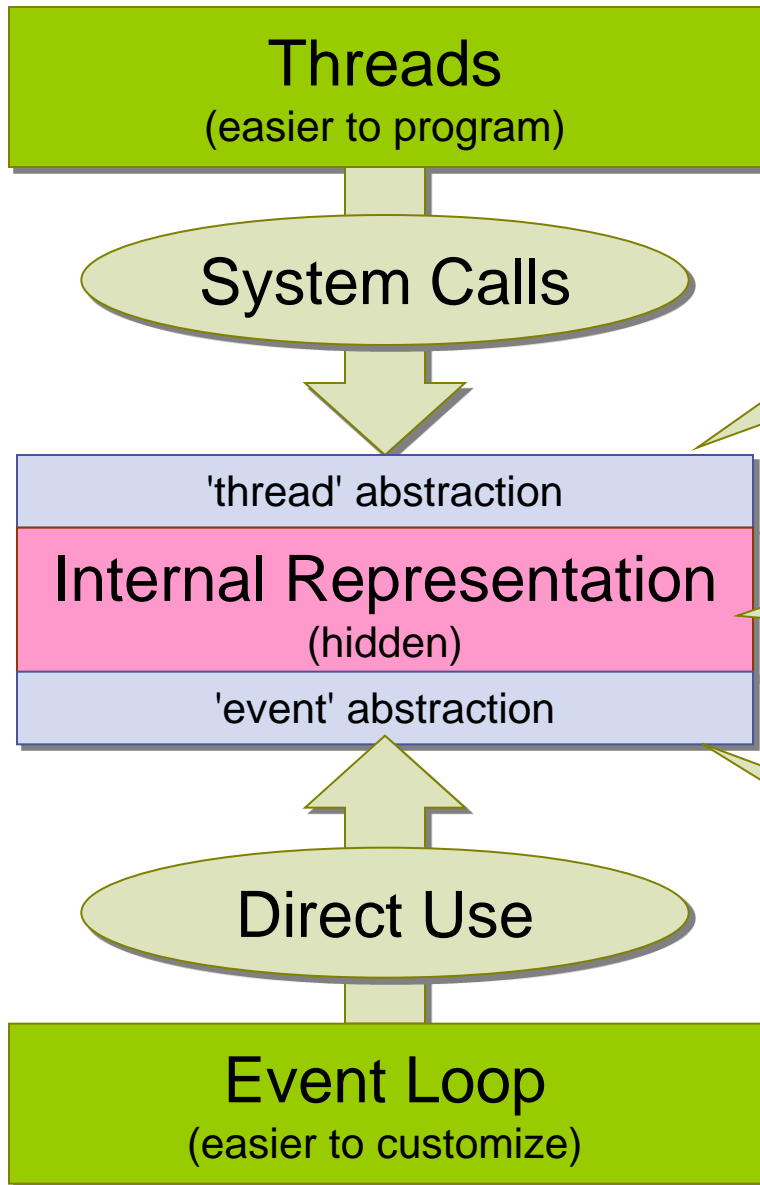 Threads
(easier to program)
System Calls
'thread' abstraction
Internal Representation
(hidden)
'event' abstraction
Direct Use
Event Loop
(easier to customize)